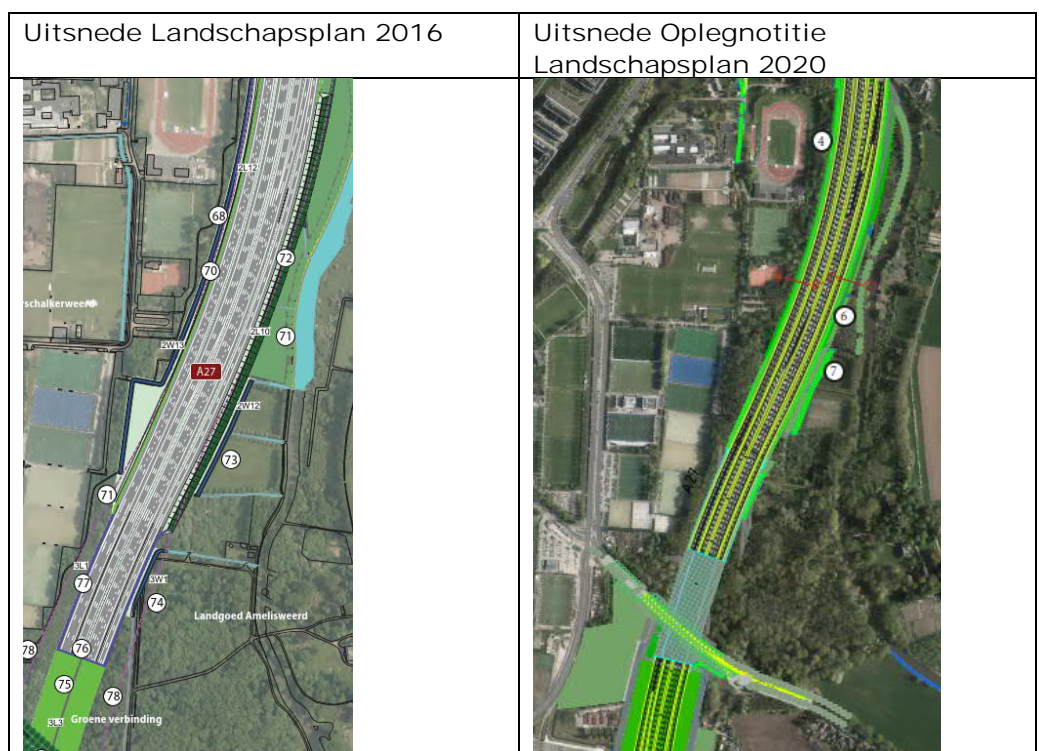 Uitsnede Landschapsplan 2016
Uitsnede Oplegnotitie
Landschapsplan 2020
2L12
68
70
72
schalkerweerd
2L10
71
2W13
A27
2W12
73
71
3L1
77
3W1
74
Landgoed Amelisweerd
78
76
75
78
3L3
Groene verbinding
4
6
7
A27